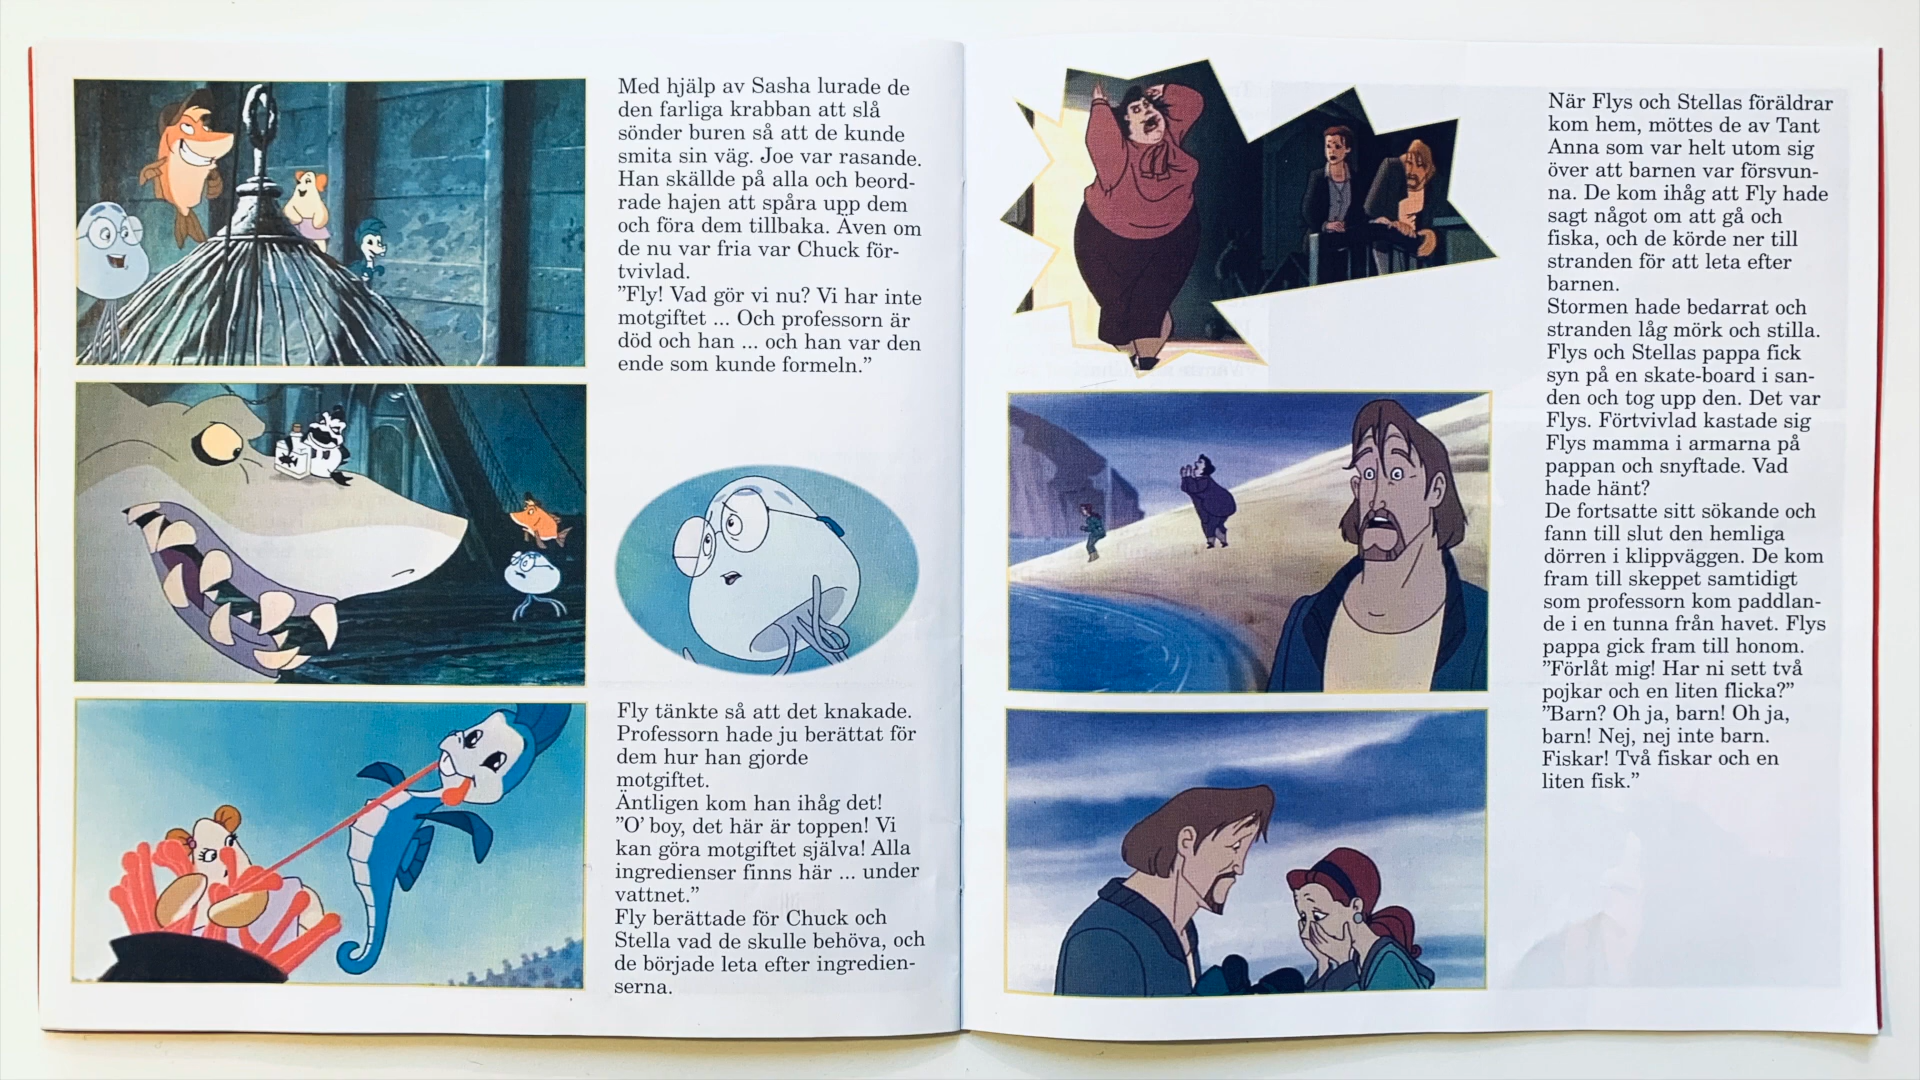 Med hjälp av Sasha lurade de
den farliga krabban att slå
sönder buren så att de kunde
smita sin väg. Joe var rasande.
Han skällde på alla och beord-
rade hajen att spåra upp dem
och föra dem tillbaka. Även om
de nu var fria var Chuck för-
tvivlad.
”Fly! Vad gör vi nu? Vi har inte
motgiftet ... Och professorn är
död och han ... och han var den
ende som kunde formeln.”
Fly tänkte så att det knakade.
Professorn hade ju berättat för
dem hur han gjorde
motgiftet.
Äntligen kom han ihåg det!
”O’ boy, det här är toppen! Vi
kan göra motgiftet själva! Alla
ingredienser finns här ... under
vattnet.”
Fly berättade för Chuck och
Stella vad de skulle behöva, och
de började leta efter ingredien-
serna.
När Flys och Stellas föräldrar
kom hem, möttes de av Tant
Anna som var helt utom sig
över att barnen var försvun-
na. De kom ihåg att Fly hade
sagt något om att gå och
fiska, och de körde ner till
stranden för att leta efter
barnen.
Stormen hade bedarrat och
stranden låg mörk och stilla.
Flys och Stellas pappa fick
syn på en skate-board i san-
den och tog upp den. Det var
Flys. Förtvivlad kastade sig
Flys mamma i armarna på
pappan och snyftade. Vad
hade hänt?
De fortsatte sitt sökande och
fann till slut den hemliga
dörren i klippväggen. De kom
fram till skeppet samtidigt
som professorn kom paddlan-
de i en tunna från havet. Flys
pappa gick fram till honom.
”Förlåt mig! Har ni sett två
pojkar och en liten flicka?”
”Barn? Oh ja, barn! Oh ja,
barn! Nej, nej inte barn.
Fiskar! Två fiskar och en
liten fisk.”